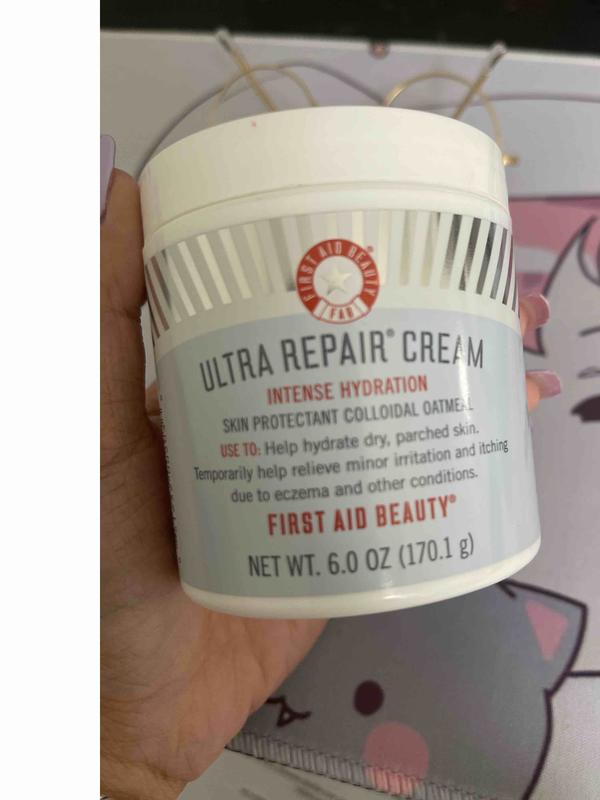 FIRST AID BEAUTY®
FAB
ULTRA REPAIR® CREAM
INTENSE HYDRATION
SKIN PROTECTANT COLLOIDAL OATMEAL
USE TO: Help hydrate dry, parched skin.
Temporarily help relieve minor irritation and itching
due to eczema and other conditions.
FIRST AID BEAUTY®
NET WT. 6.0 OZ (170.1 g)